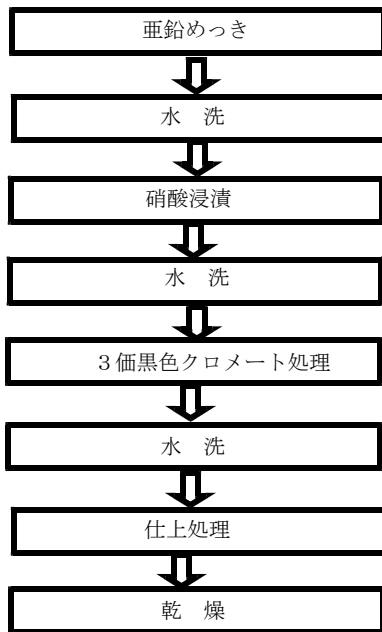 亜鉛めっき
水　洗
硝酸浸漬
水　洗
３価黒色クロメート処理
水　洗
仕上処理
乾　燥